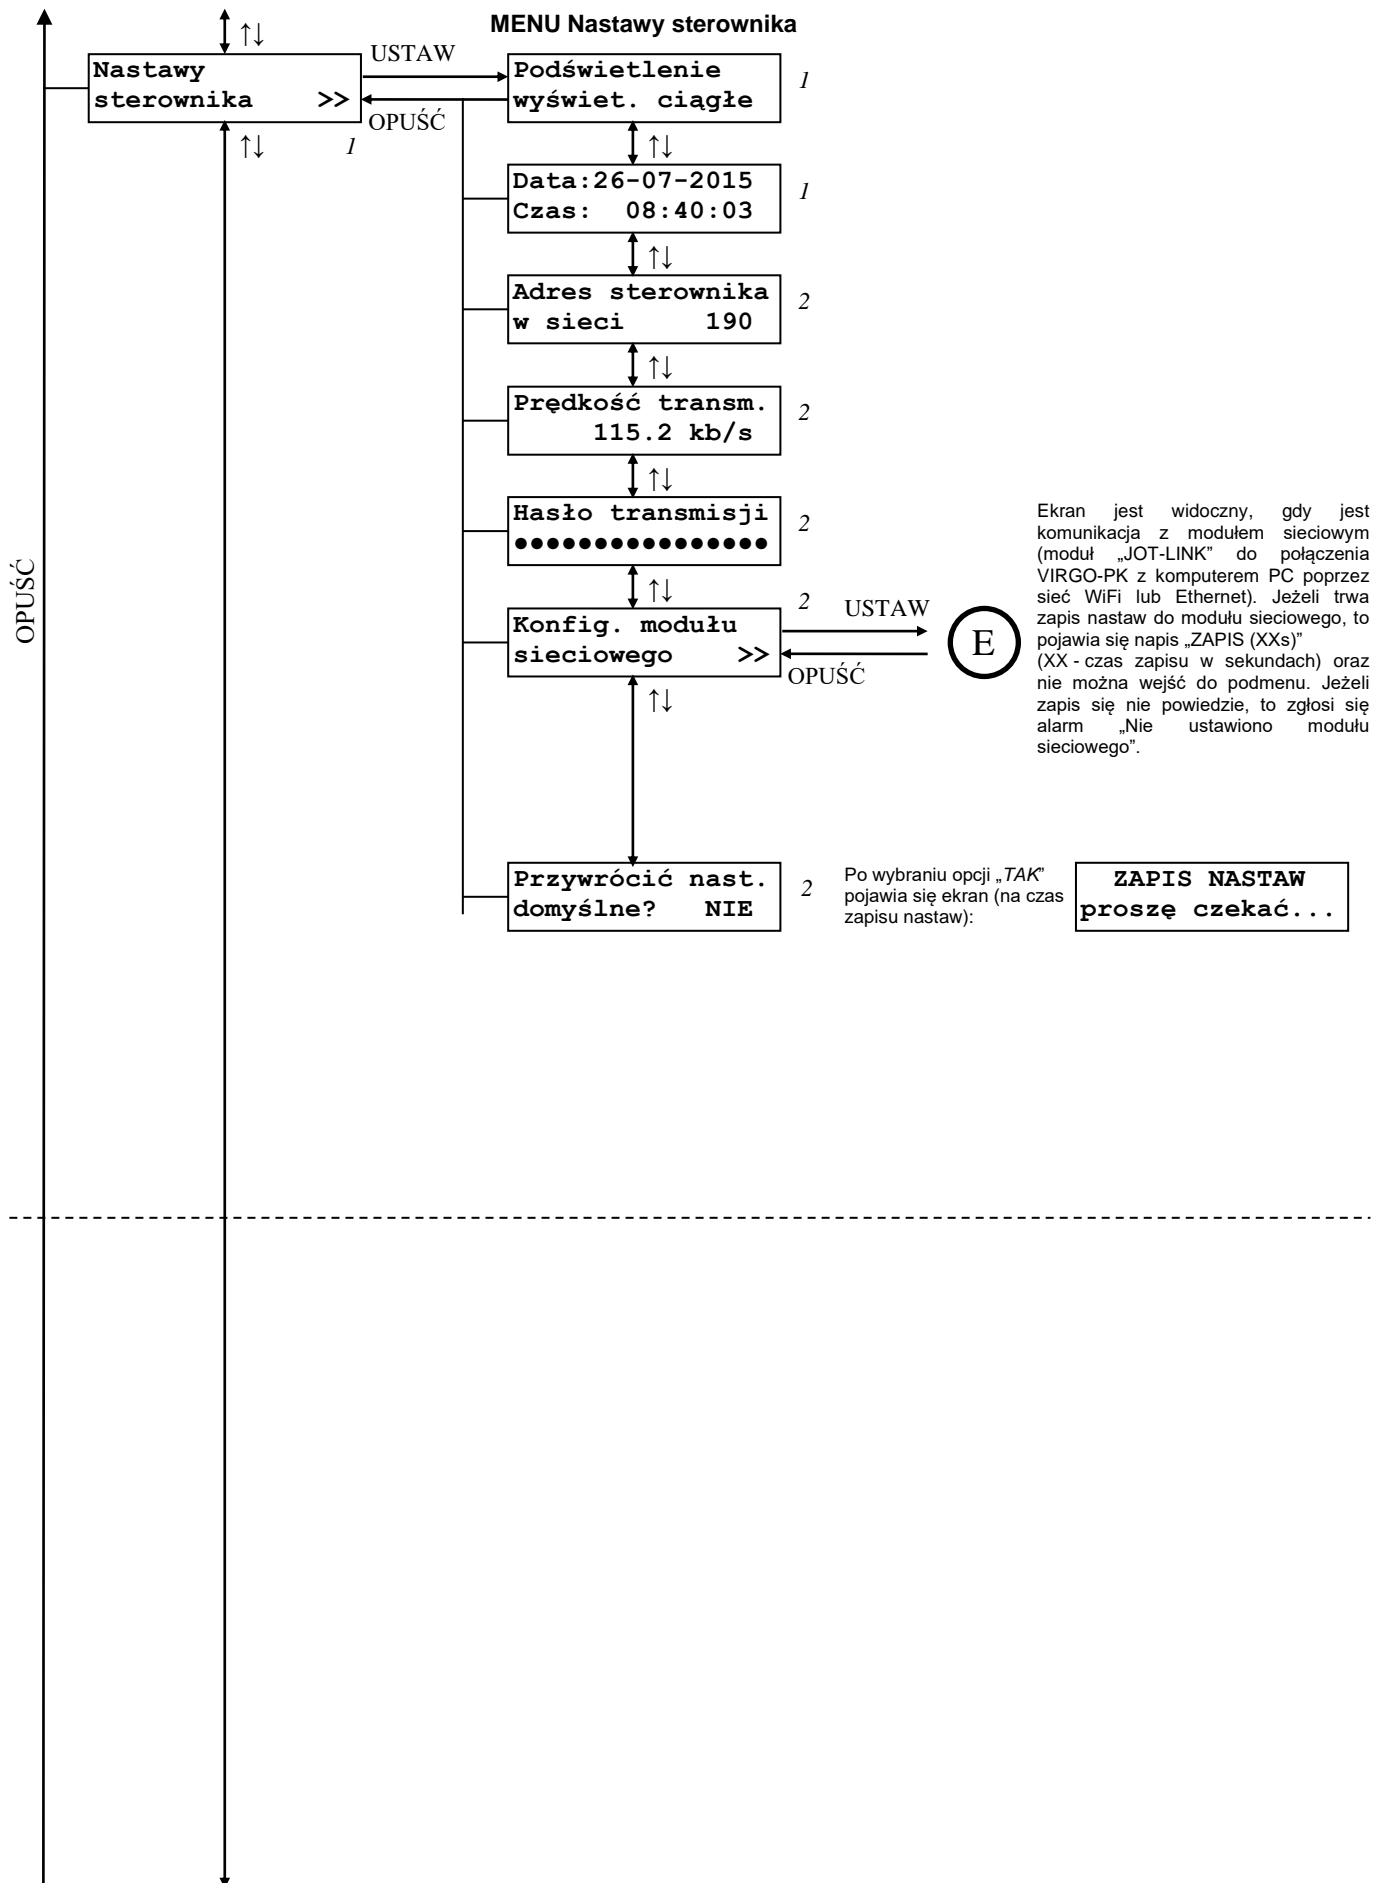 MENU Nastawy sterownika
↑↓
USTAW
Nastawy
sterownika >>
OPUŚĆ
↑↓
1
Podświetlenie
wyświet. ciągłe
1
↑↓
Data:26-07-2015
Czas: 08:40:03
1
↑↓
Adres sterownika
w sieci 190
2
↑↓
Prędkość transm.
115.2 kb/s
2
↑↓
Hasło transmisji
●●●●●●●●●●●●●●●●
2
↑↓
Konfig. modułu
sieciowego >>
2
USTAW
OPUŚĆ
E
↑↓
Ekran jest widoczny, gdy jest
komunikacja z modułem sieciowym
(moduł „JOT-LINK” do połączenia
VIRGO-PK z komputerem PC poprzez
sieć WiFi lub Ethernet). Jeżeli trwa
zapis nastaw do modułu sieciowego, to
pojawia się napis „ZAPIS (XXs)”
(XX - czas zapisu w sekundach) oraz
nie można wejść do podmenu. Jeżeli
zapis się nie powiedzie, to zgłosi się
alarm „Nie ustawiono modułu
sieciowego”.
OPUŚĆ
Przywrócić nast.
domyślne? NIE
2
Po wybraniu opcji „TAK”
pojawia się ekran (na czas
zapisu nastaw):
ZAPIS NASTAW
proszę czekać...